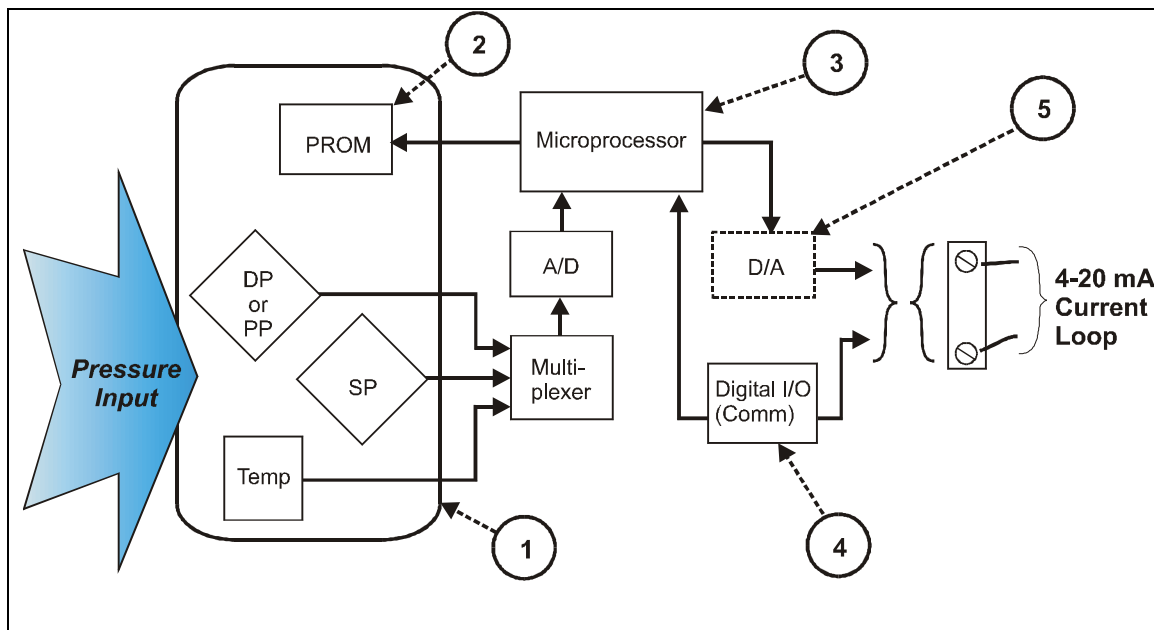 2
3
5
PROM
Microprocessor
A/D
D/A
DP
or
PP
4-20 mA
Current
Loop
Pressure
Input
SP
Multi-
plexer
Digital I/O
(Comm)
Temp
1
4